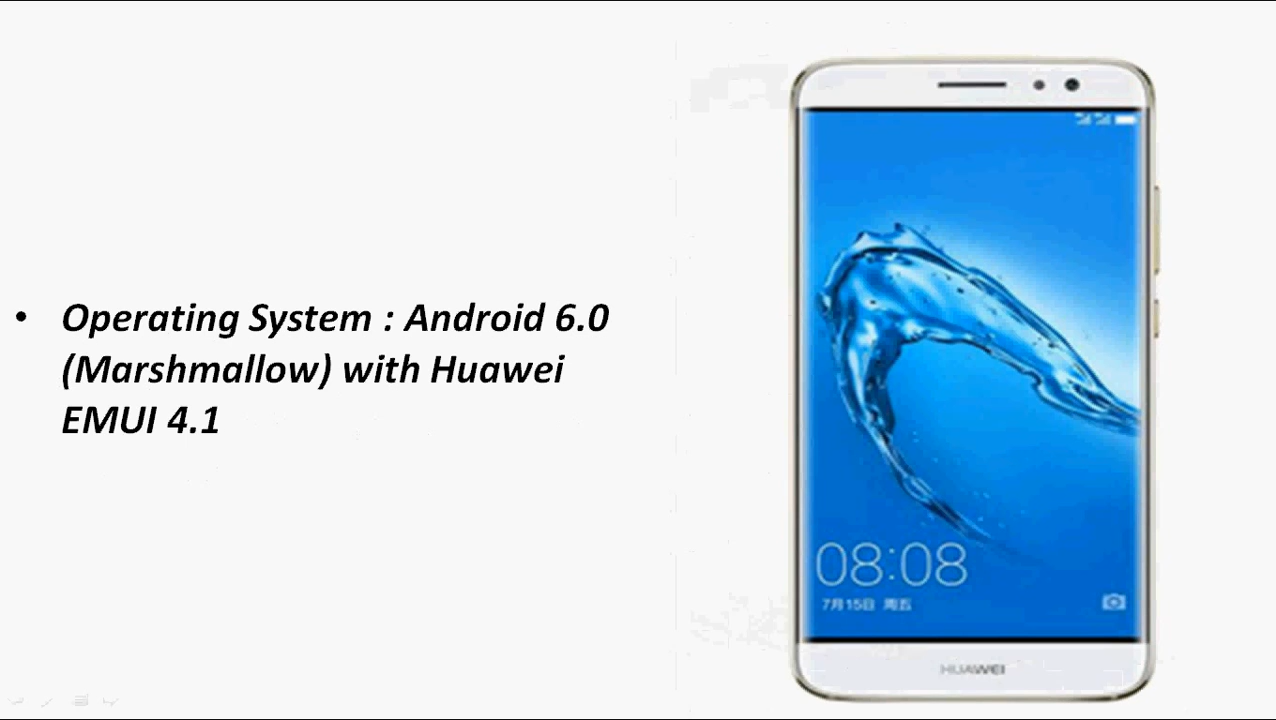 • Operating System : Android 6.0
(Marshmallow) with Huawei
EMUI 4.1
08:08
7月15日 周五
HUAWEI